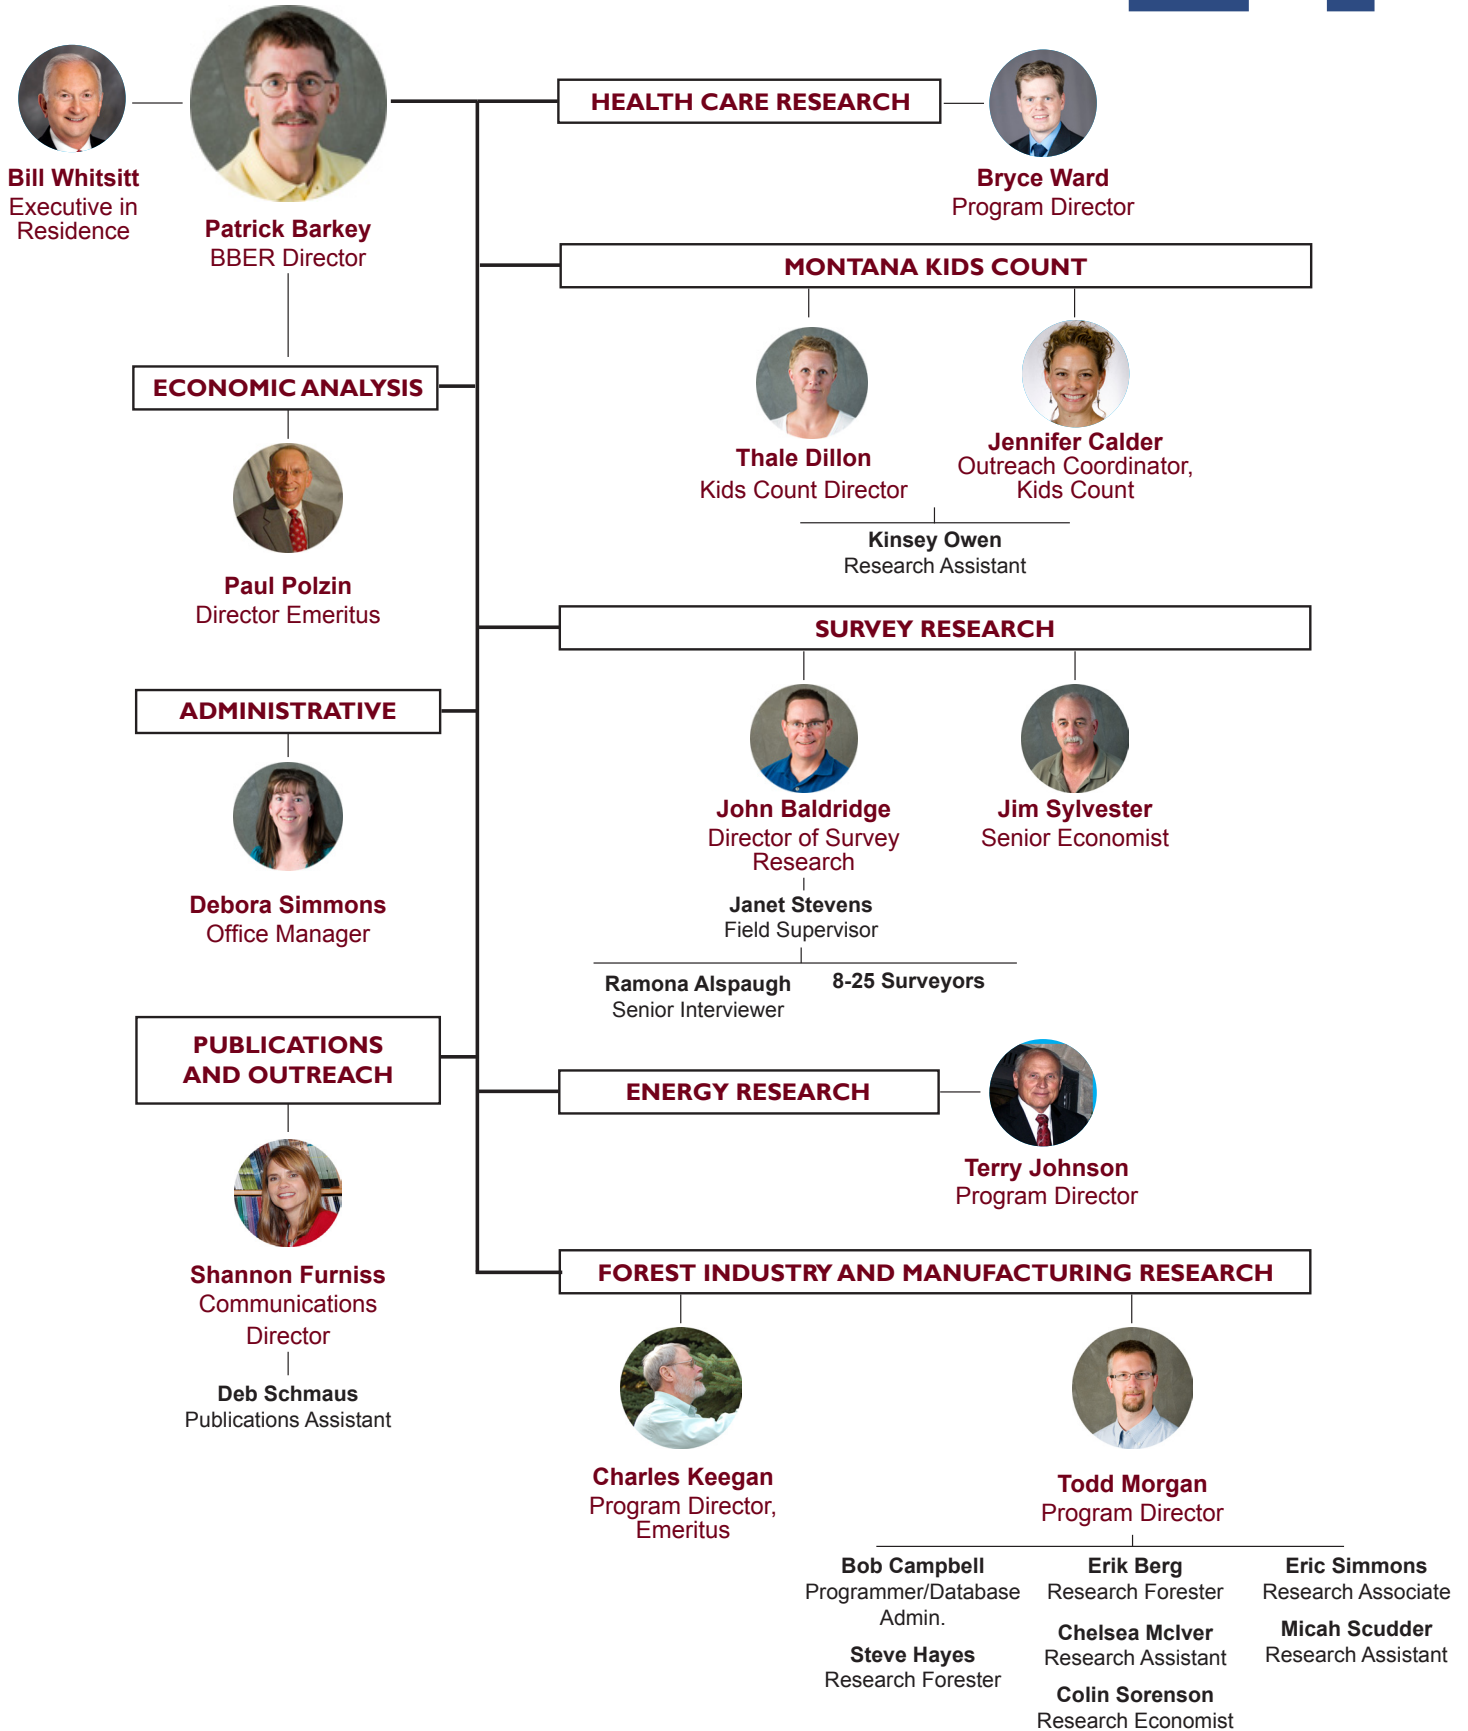 Bill Whitsitt
Executive in
Residence
Patrick Barkey
BBER Director
HEALTH CARE RESEARCH
Bryce Ward
Program Director
MONTANA KIDS COUNT
Thale Dillon
Kids Count Director
Jennifer Calder
Outreach Coordinator,
Kids Count
Kinsey Owen
Research Assistant
ECONOMIC ANALYSIS
Paul Polzin
Director Emeritus
SURVEY RESEARCH
John Baldridge
Director of Survey
Research
Jim Sylvester
Senior Economist
Janet Stevens
Field Supervisor
Ramona Alspaugh
Senior Interviewer
8-25 Surveyors
ADMINISTRATIVE
Debora Simmons
Office Manager
PUBLICATIONS
AND OUTREACH
Shannon Furniss
Communications
Director
Deb Schmaus
Publications Assistant
ENERGY RESEARCH
Terry Johnson
Program Director
FOREST INDUSTRY AND MANUFACTURING RESEARCH
Charles Keegan
Program Director,
Emeritus
Todd Morgan
Program Director
Bob Campbell
Programmer/Database
Admin.
Steve Hayes
Research Forester
Erik Berg
Research Forester
Chelsea McIver
Research Assistant
Colin Sorenson
Research Economist
Eric Simmons
Research Associate
Micah Scudder
Research Assistant